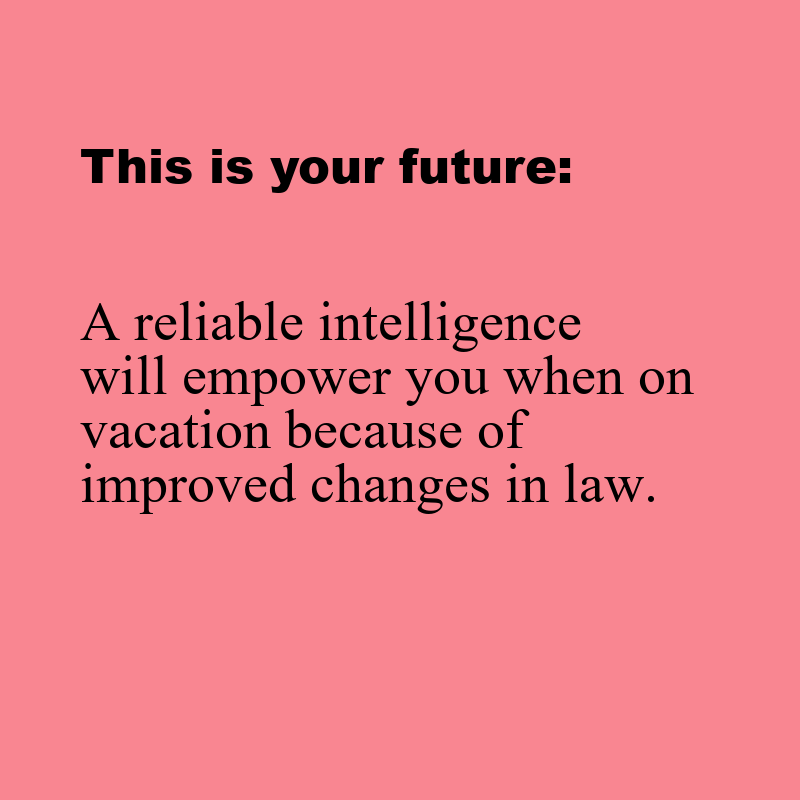 This is your future:
A reliable intelligence
will empower you when on
vacation because of
improved changes in law.